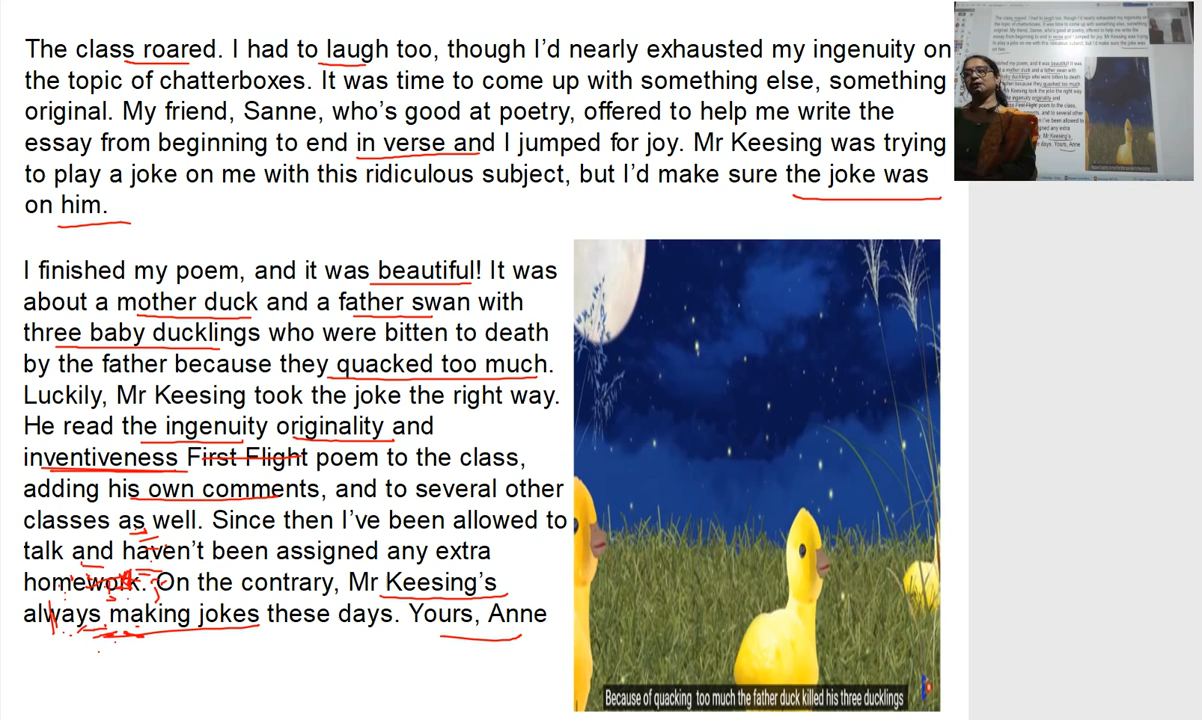 The class roared. I had to laugh to, though I'd nearly exhausted my ingenuity on
the topic of chatterboxes. It was time to come up with something else, something
original. My friend, Sanne, who's good at poetry, offered to help me write the
essay from beginning to end in verse and I jumped for joy. Mr Keesing was trying
to play a joke on me with this ridiculous subject, but I'd make sure the joke was
on him.
I finished my poem, and it was beautiful! It was
about a mother duck and a father swan with
three baby ducklings who were bitten to death
by the father because they quacked too much.
Luckily, Mr Keesing took the joke the right way.
He read the ingenuity originality and
inventiveness First Flight poem to the class,
adding his own comments, and to several other
classes as well. Since then I've been allowed to
talk and haven't been assigned any extra
homework. On the contrary, Mr Keesing's
always making jokes these days. Yours, Anne
Because of quacking too much the father duck killed his three ducklings